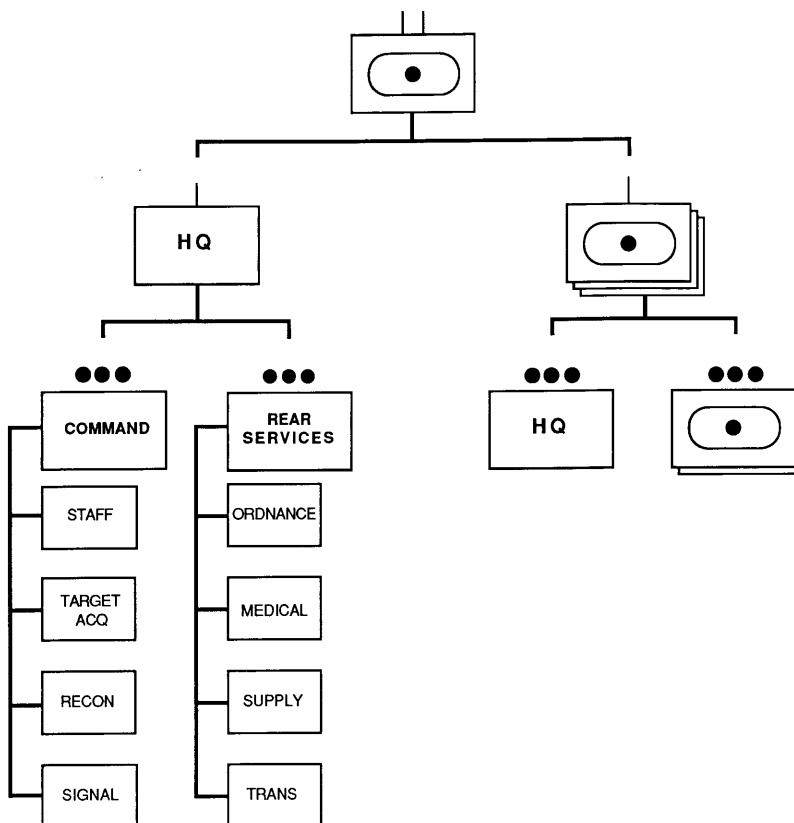 HQ
COMMAND
REAR
SERVICES
HQ
STAFF
ORDNANCE
TARGET
ACQ
MEDICAL
RECON
SUPPLY
SIGNAL
TRANS